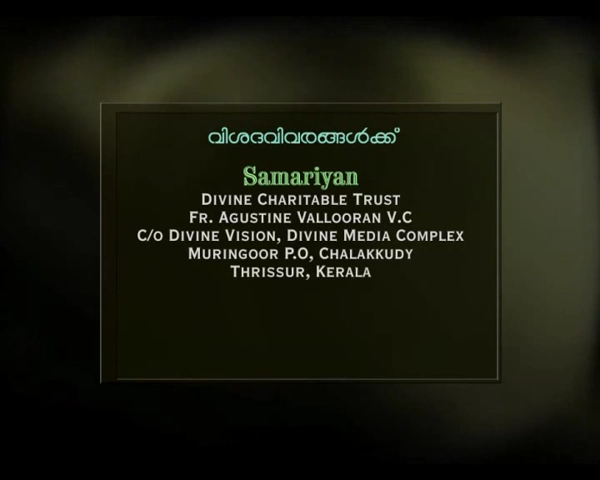 വിശദവിവരങ്ങൾക്ക്
Samariyan
Divine Charitable Trust
Fr. Agustine Vallooran V.C
C/o Divine Vision, Divine Media Complex
Muringoor P.O, Chalakkudy
Thrissur, Kerala